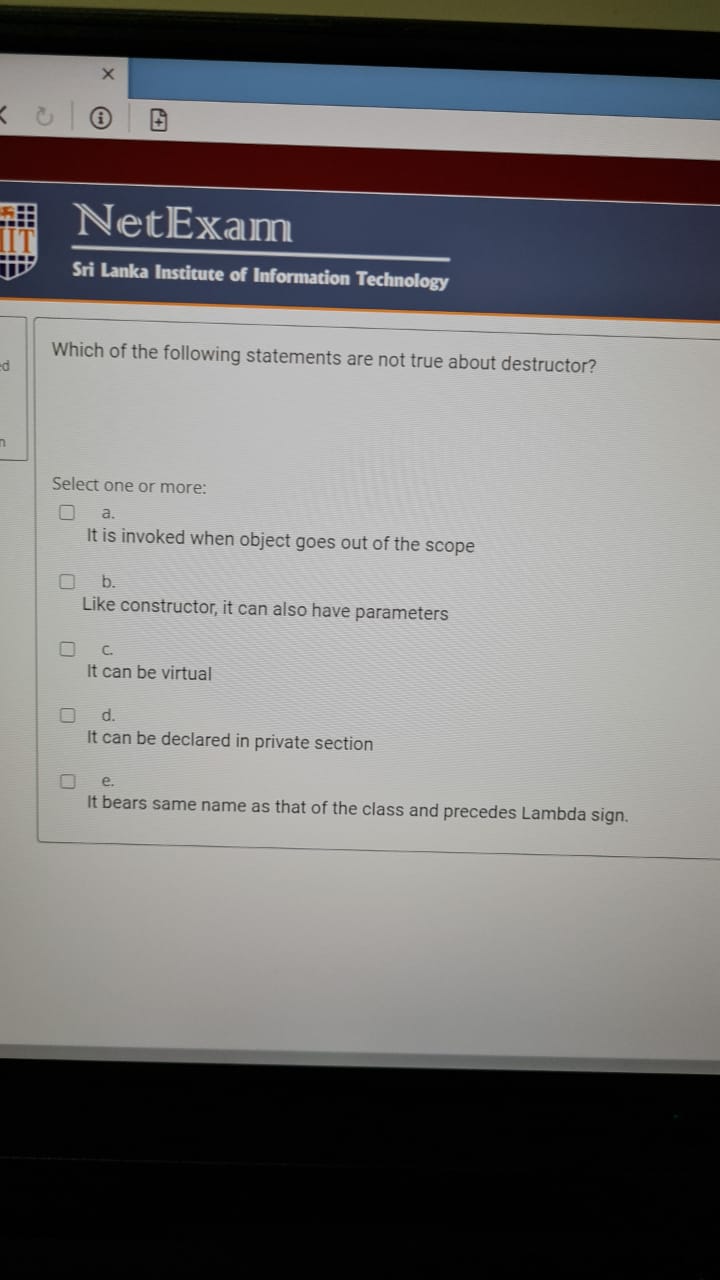 NetExam
IIT
Sri Lanka Institute of Information Technology
Which of the following statements are not true about destructor?
Select one or more:
a.
It is invoked when object goes out of the scope
b.
Like constructor, it can also have parameters
c.
It can be virtual
d.
It can be declared in private section
e.
It bears same name as that of the class and precedes Lambda sign.